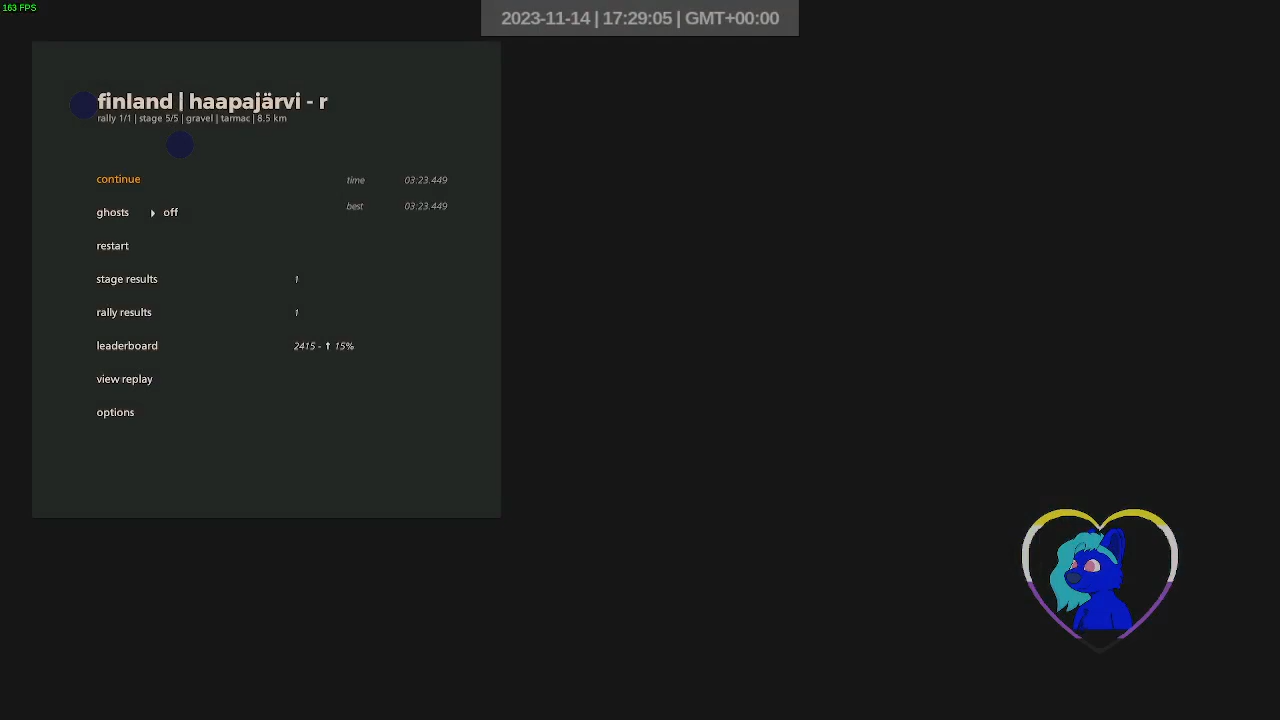 163 FPS
2023-11-14 | 17:29:05 | GMT+00:00
finland | haapajärvi - r
rally 1/1 | stage 5/5 | gravel | tarmac | 8.5 km
continue
time 03:23.449
best 03:23.449
ghosts off
restart
stage results 1
rally results 1
leaderboard 2415 - ↑ 15%
view replay
options